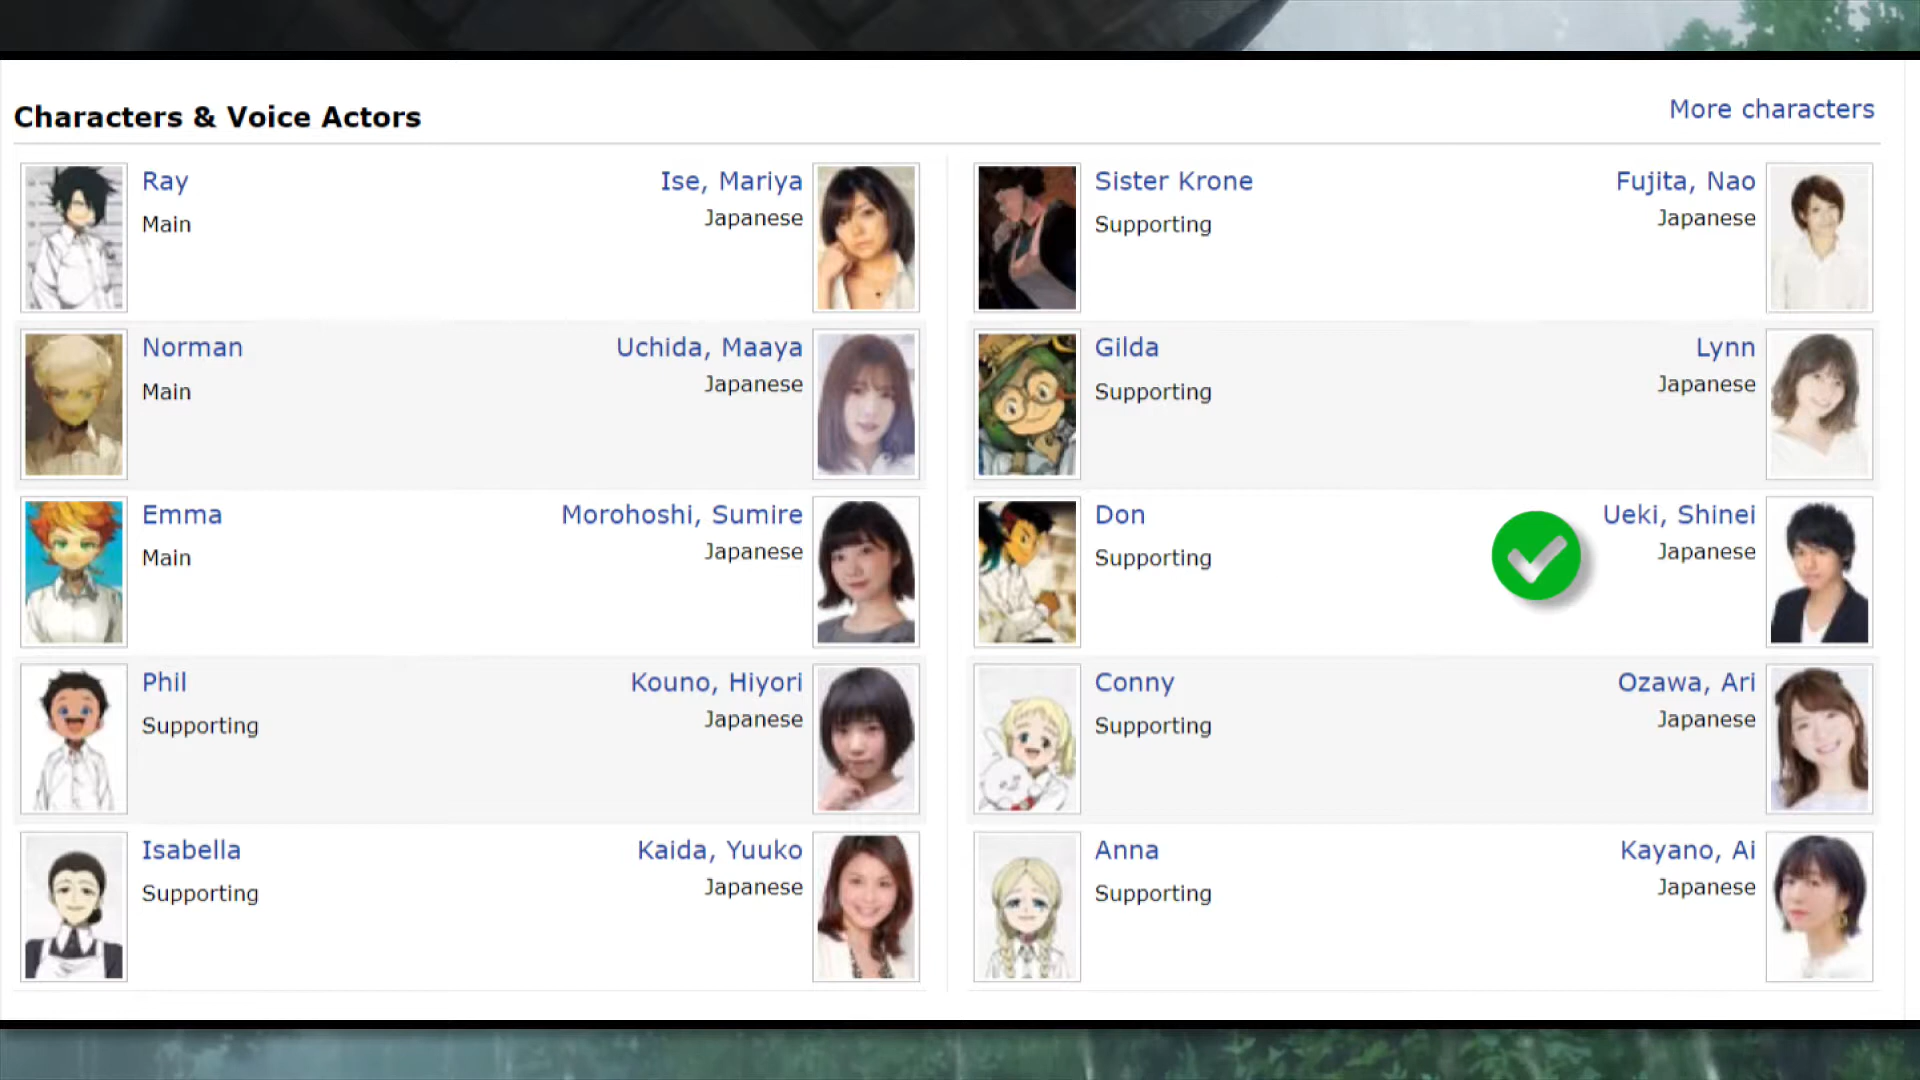 Characters & Voice Actors
More characters
Ray
Main
Ise, Mariya
Japanese
Sister Krone
Supporting
Fujita, Nao
Japanese
Norman
Main
Uchida, Maaya
Japanese
Gilda
Supporting
Lynn
Japanese
Emma
Main
Morohoshi, Sumire
Japanese
Don
Supporting
Ueki, Shinei
Japanese
Phil
Supporting
Kouno, Hiyori
Japanese
Conny
Supporting
Ozawa, Ari
Japanese
Isabella
Supporting
Kaida, Yuuko
Japanese
Anna
Supporting
Kayano, Ai
Japanese